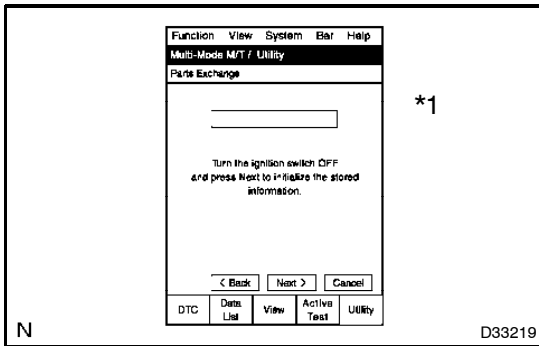 Function View System Bar Help
Multi-Mode M/T / Utility
Parts Exchange
*1
Turn the ignition switch OFF
and press Next to initialize the stored
information.
< Back Next > Cancel
DTC Data List View Active Test Utility
N D33219